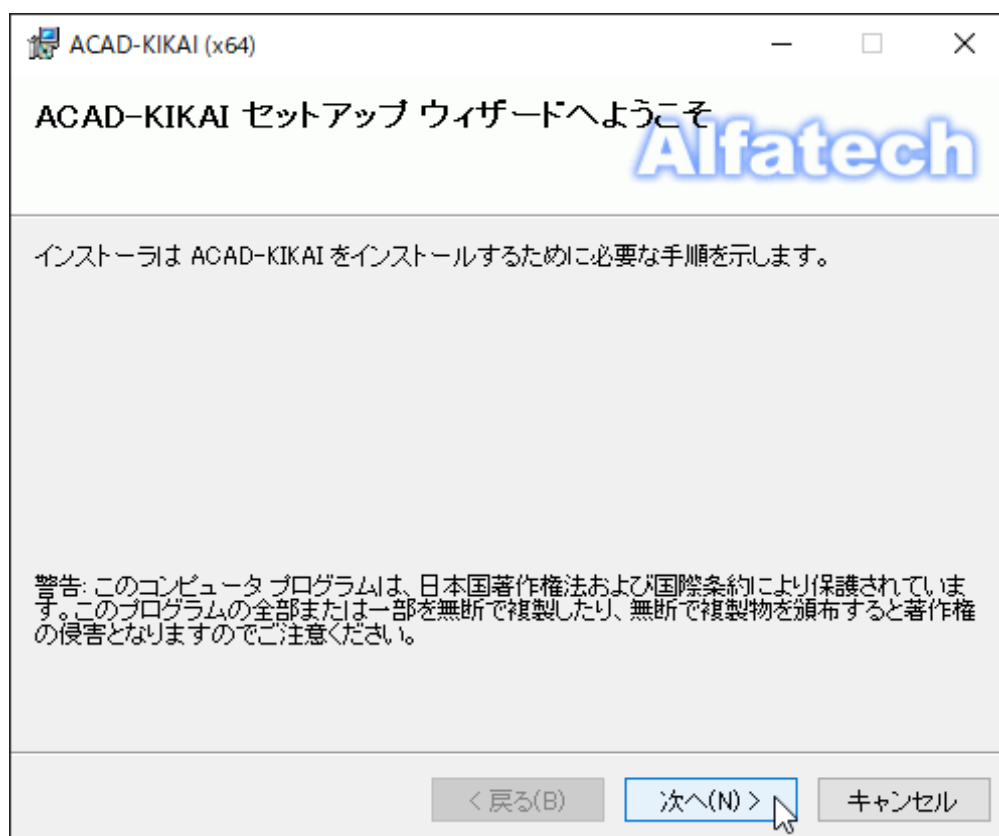 ACAD-KIKAI (x64)
ACAD-KIKAI セットアップ ウィザードへようこそ
Alfatech
インストーラは ACAD-KIKAI をインストールするために必要な手順を示します。
警告: このコンピュータ プログラムは、日本国著作権法および国際条約により保護されていま
す。このプログラムの全部または一部を無断で複製したり、無断で複製物を頒布すると著作権
の侵害となりますのでご注意ください。
< 戻る(B)
次へ(N) >
キャンセル